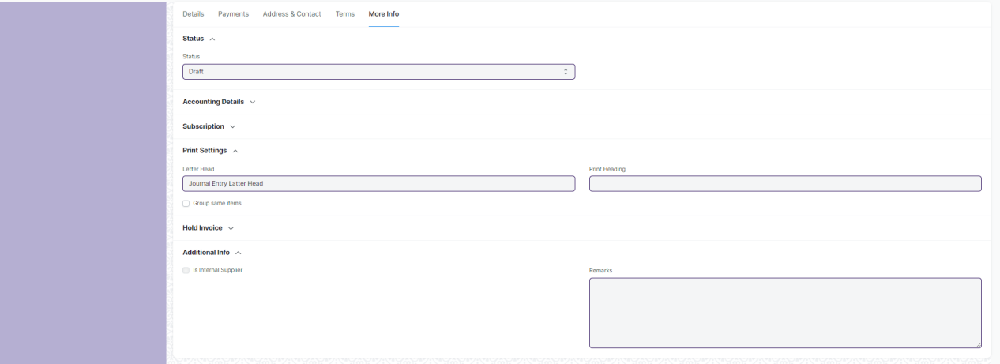 Details Payments Address & Contact Terms More Info
Status
Status
Draft
Accounting Details
Subscription
Print Settings
Letter Head Print Heading
Journal Entry Latter Head
Group same items
Hold Invoice
Additional Info
Is Internal Supplier Remarks